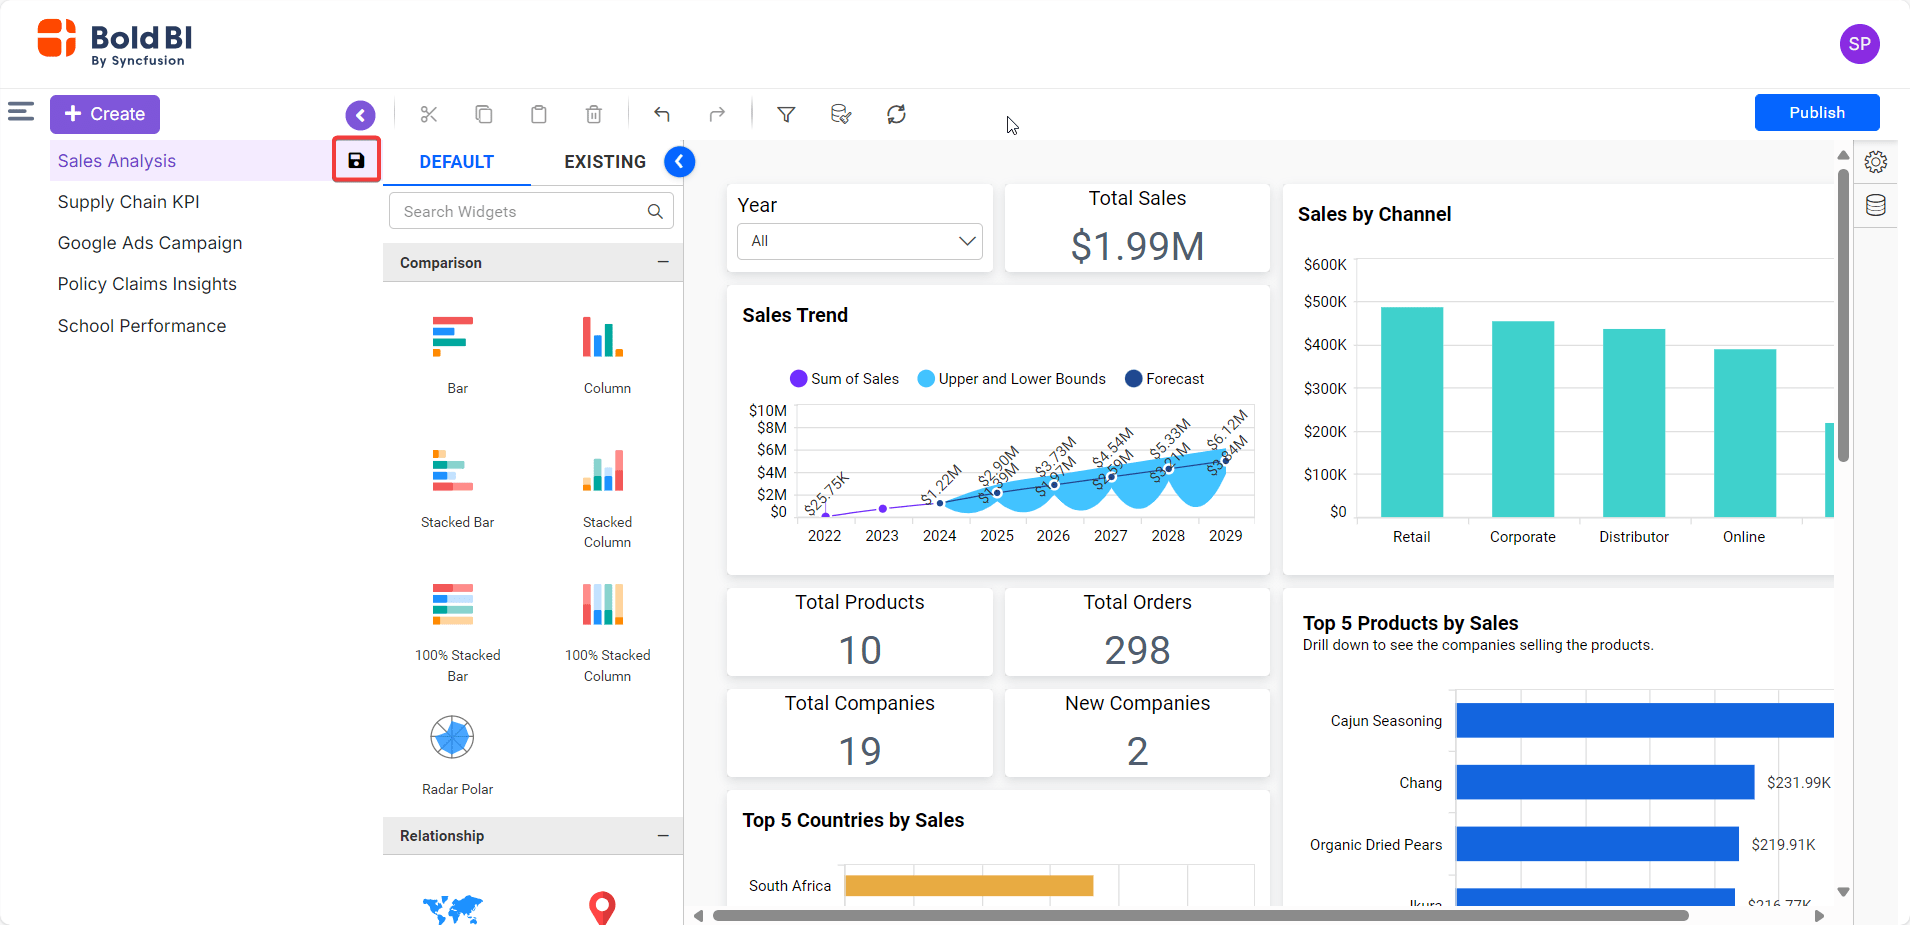 Bold BI
By Syncfusion
SP
Create
Publish
Sales Analysis
Supply Chain KPI
Google Ads Campaign
Policy Claims Insights
School Performance
DEFAULT
EXISTING
Search Widgets
Comparison
Bar
Column
Stacked Bar
Stacked
Column
100% Stacked
Bar
100% Stacked
Column
Radar Polar
Relationship
Year
All
Total Sales
$1.99M
Sales Trend
Sum of Sales
Upper and Lower Bounds
Forecast
$10M
$8M
$6M
$4M
$2M
$0
$25.75K
$1.22M
$2.90M
$1.39M
$3.73M
$1.97M
$4.54M
$2.59M
$5.33M
$3.21M
$6.12M
$3.84M
2022
2023
2024
2025
2026
2027
2028
2029
Total Products
10
Total Orders
298
Total Companies
19
New Companies
2
Top 5 Countries by Sales
South Africa
Sales by Channel
$600K
$500K
$400K
$300K
$200K
$100K
$0
Retail
Corporate
Distributor
Online
Top 5 Products by Sales
Drill down to see the companies selling the products.
Cajun Seasoning
Chang
$231.99K
Organic Dried Pears
$219.91K
Ikura
$216.77K